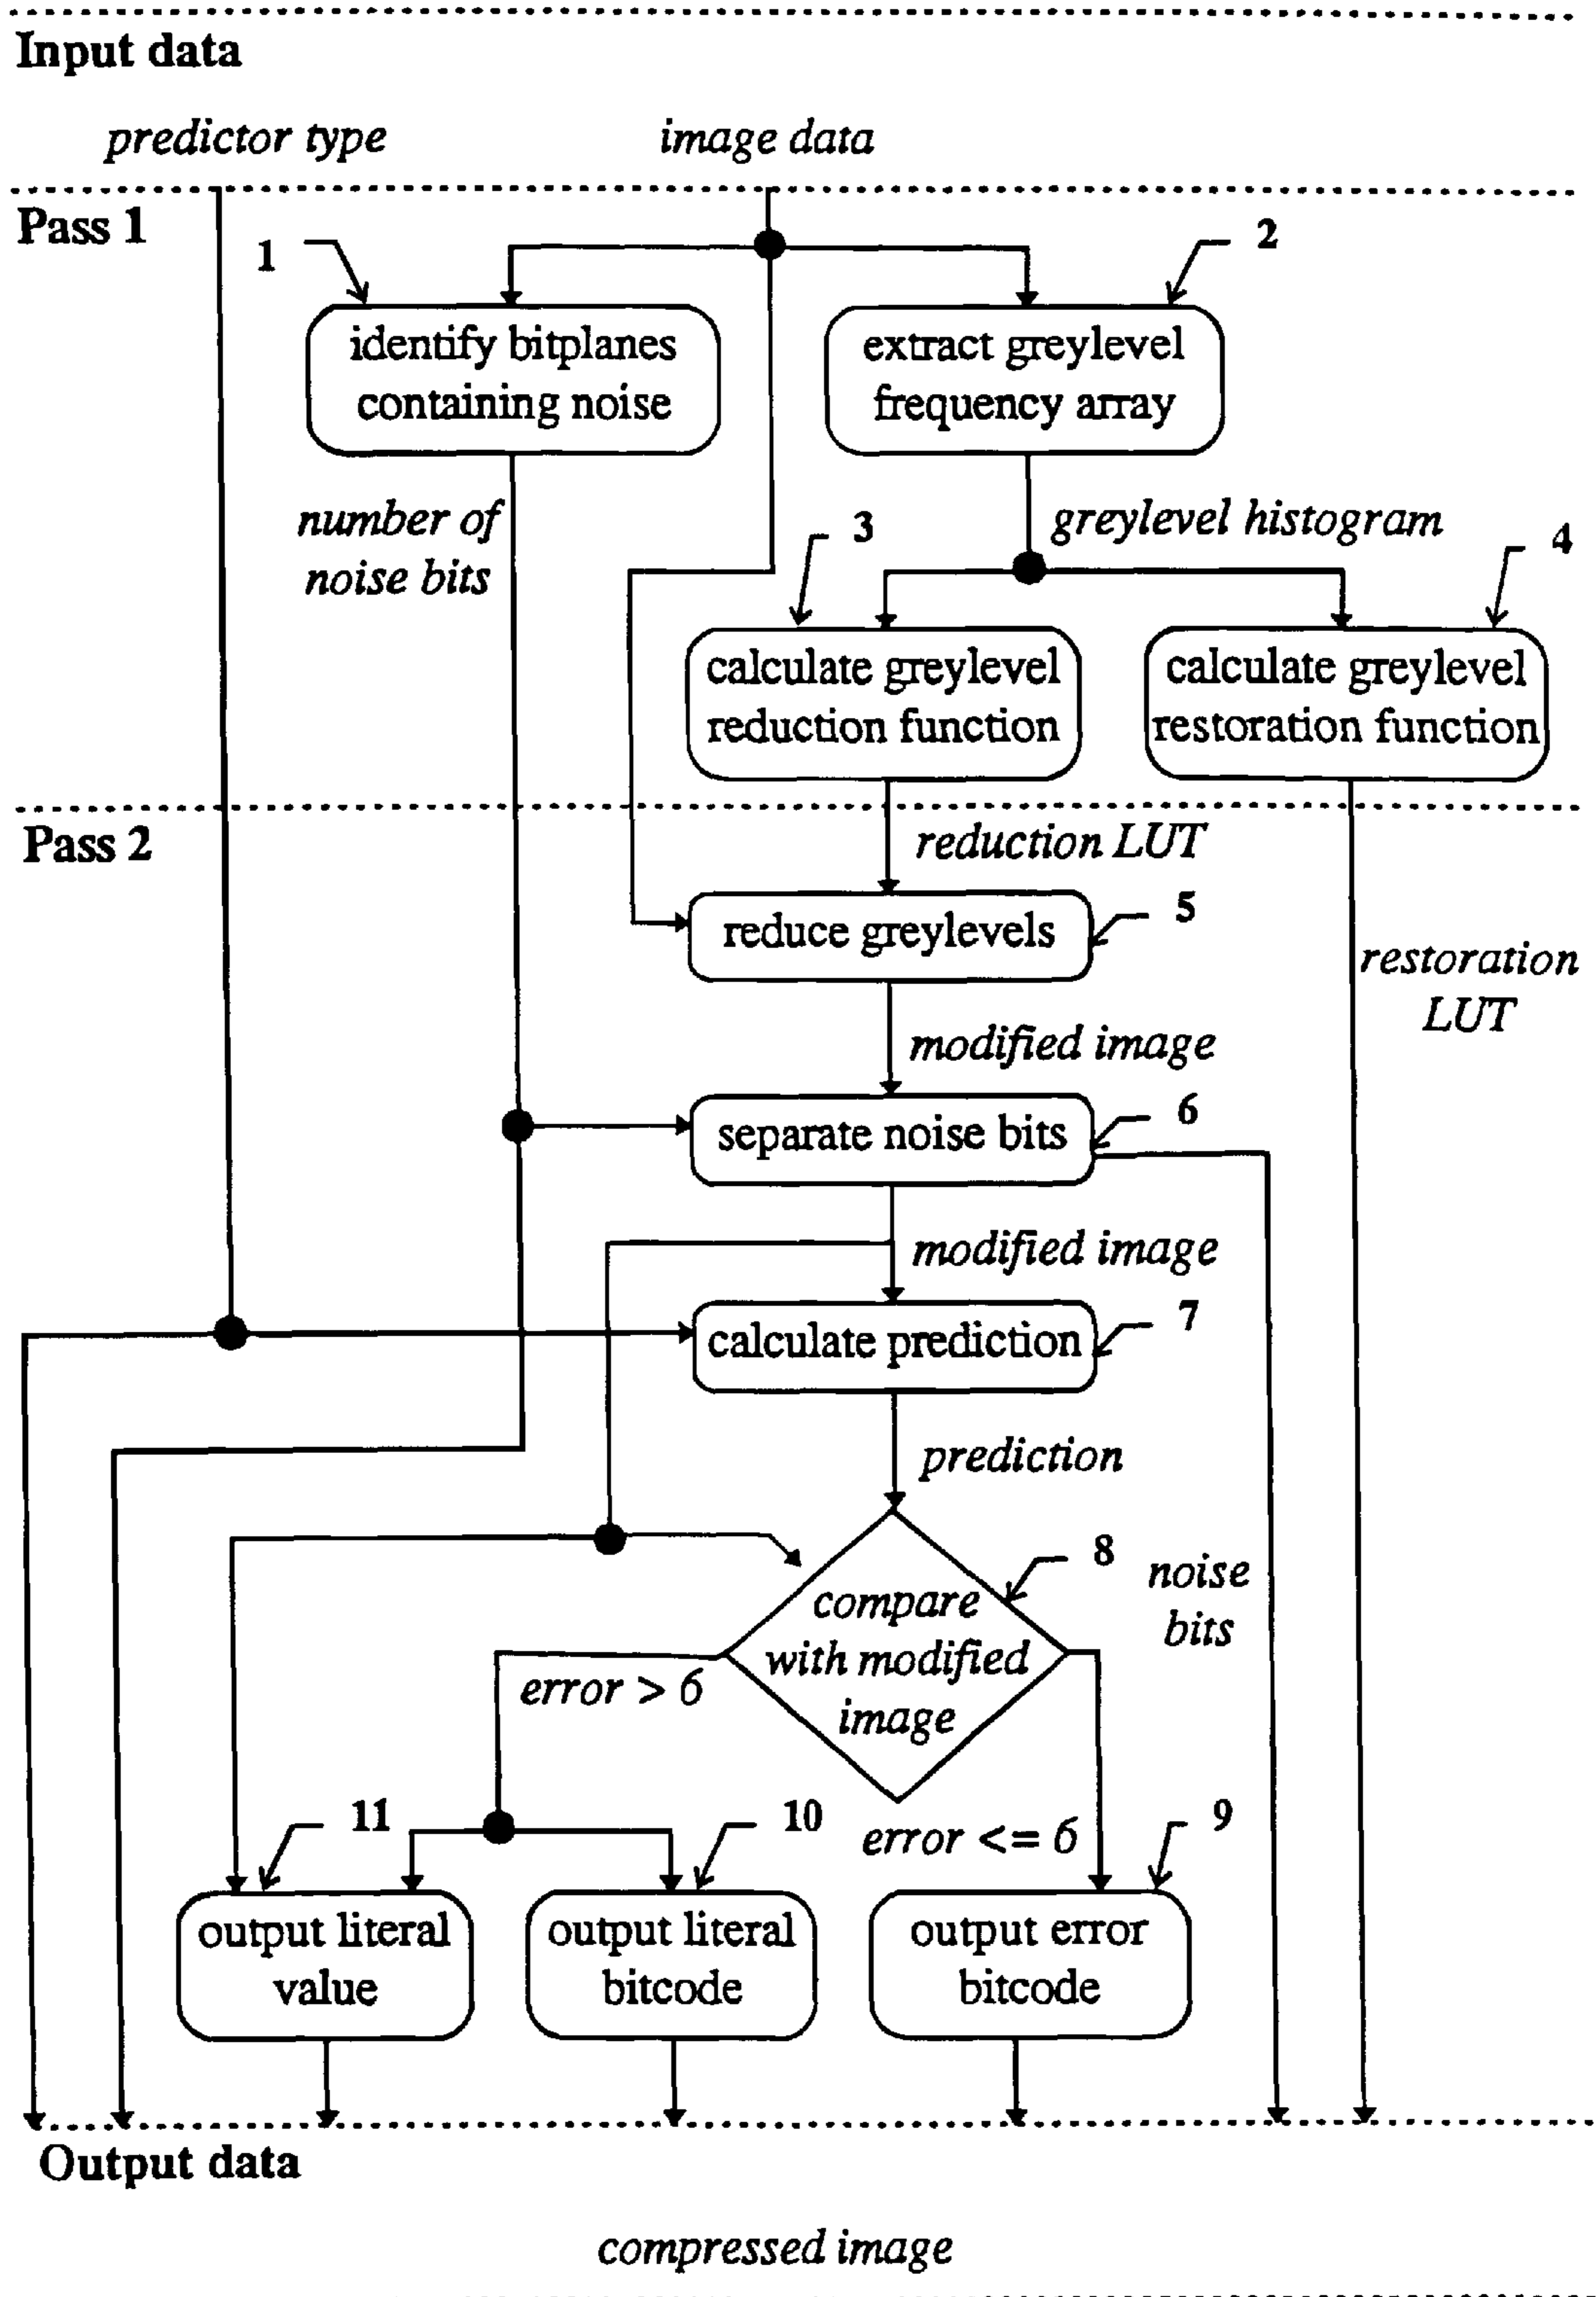 Input data
predictor type
image data
Pass 1
1
2
identify bitplanes
containing noise
extract greylevel
frequency array
number of
noise bits
greylevel histogram
3
4
calculate greylevel
reduction function
calculate greylevel
restoration function
Pass 2
reduction LUT
reduce greylevels
5
restoration
LUT
modified image
separate noise bits
6
modified image
calculate prediction
7
prediction
8
noise
bits
compare
with modified
image
error > 6
error <= 6
11
10
9
output literal
value
output literal
bitcode
output error
bitcode
Output data
compressed image